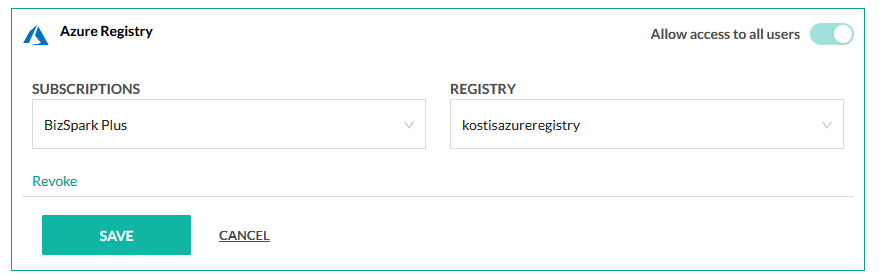 Azure Registry
Allow access to all users
SUBSCRIPTIONS
REGISTRY
BizSpark Plus
kostisazureregistry
Revoke
SAVE
CANCEL